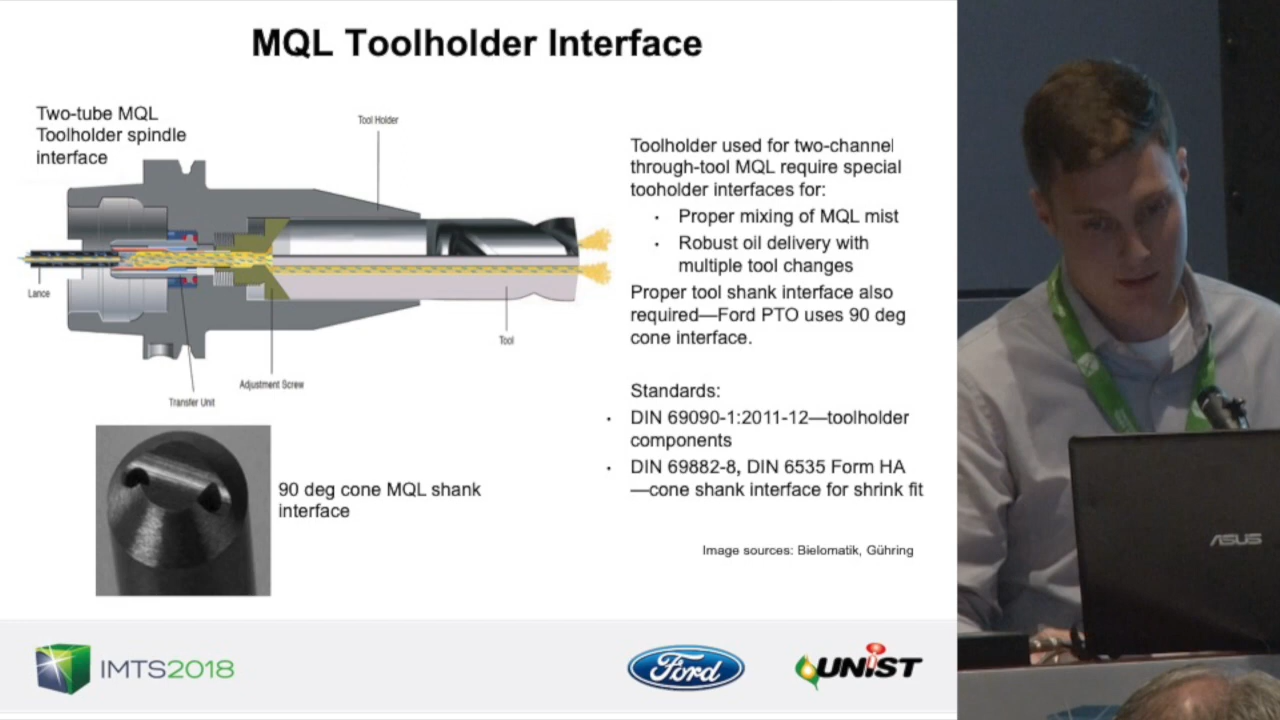 MQL Toolholder Interface
Two-tube MQL
Toolholder spindle
interface
Tool Holder
Lance
Tool
Adjustment Screw
Transfer Unit
90 deg cone MQL shank
interface
Toolholder used for two-channel
through-tool MQL require special
tooholder interfaces for:
• Proper mixing of MQL mist
• Robust oil delivery with
multiple tool changes
Proper tool shank interface also
required—Ford PTO uses 90 deg
cone interface.
Standards:
• DIN 69090-1:2011-12—toolholder
components
• DIN 69882-8, DIN 6535 Form HA
—cone shank interface for shrink fit
Image sources: Bielomatik, Gühring
IMTS2018
Ford
UNIST
ASUS